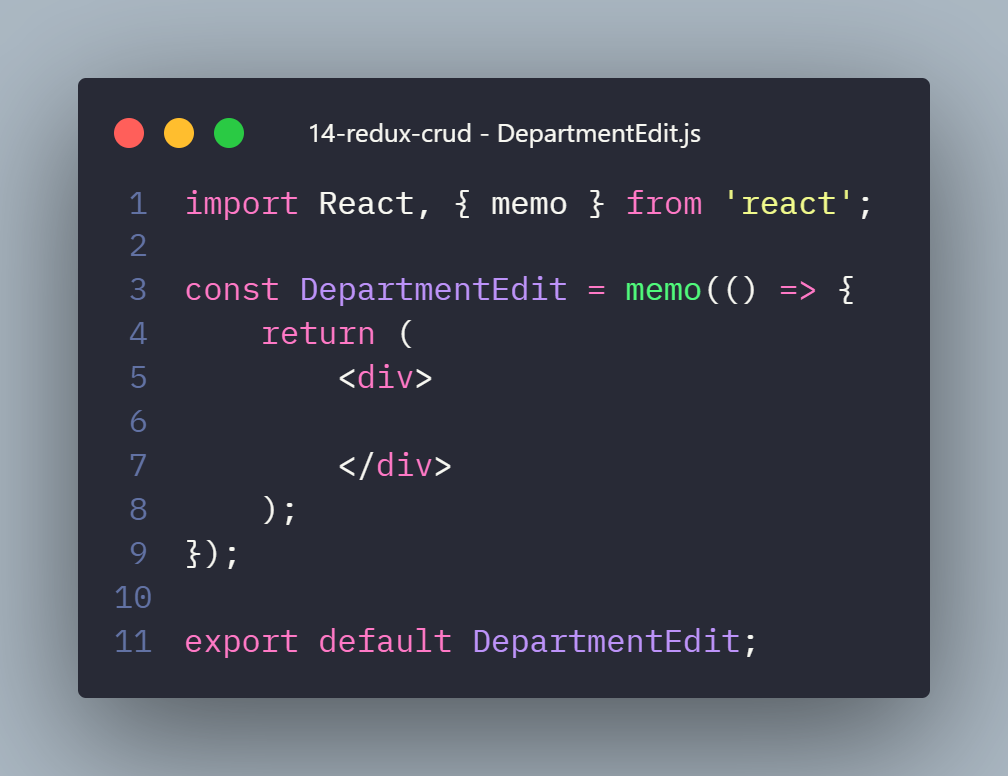 14-redux-crud - DepartmentEdit.js
1 import React, { memo } from 'react';
2
3 const DepartmentEdit = memo(() => {
4     return (
5         <div>
6
7         </div>
8     );
9 });
10
11 export default DepartmentEdit;